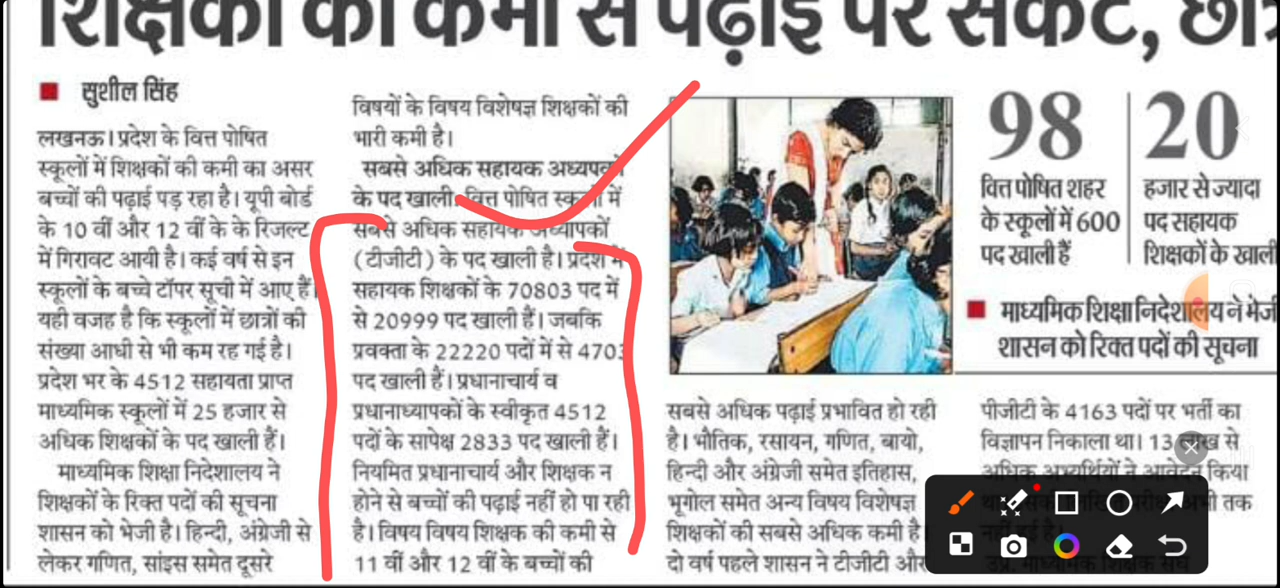 शिक्षकों की कमी से पढ़ाई पर संकट,
सुशील सिंह
लखनऊ। प्रदेश के वित्त पोषित
स्कूलों में शिक्षकों की कमी का असर
बच्चों की पढ़ाई पड़ रहा है। यूपी बोर्ड
के 10 वीं और 12 वीं के के रिजल्ट
में गिरावट आयी है। कई वर्ष से इन
स्कूलों के बच्चे टॉपर सूची में आए हैं।
यही वजह है कि स्कूलों में छात्रों की
संख्या आधी से भी कम रह गई है।
प्रदेश भर के 4512 सहायता प्राप्त
माध्यमिक स्कूलों में 25 हजार से
अधिक शिक्षकों के पद खाली हैं।
माध्यमिक शिक्षा निदेशालय ने
शिक्षकों के रिक्त पदों की सूचना
शासन को भेजी है। हिन्दी, अंग्रेजी से
लेकर गणित, सांइस समेत दूसरे
विषयों के विषय विशेषज्ञ शिक्षकों की
भारी कमी है।
सबसे अधिक सहायक अध्यपकों
के पद खाली: वित्त पोषित स्कूलों में
सबसे अधिक सहायक अध्यापकों
(टीजीटी) के पद खाली है। प्रदेश में
सहायक शिक्षकों के 70803 पद में
से 20999 पद खाली हैं। जबकि
प्रवक्ता के 22220 पदों में से 4703
पद खाली हैं। प्रधानाचार्य व
प्रधानाध्यापकों के स्वीकृत 4512
पदों के सापेक्ष 2833 पद खाली हैं।
नियमित प्रधानाचार्य और शिक्षक न
होने से बच्चों की पढ़ाई नहीं हो पा रही
है। विषय विषय शिक्षक की कमी से
11 वीं और 12 वीं के बच्चों की
सबसे अधिक पढ़ाई प्रभावित हो रही
है। भौतिक, रसायन, गणित, बायो,
हिन्दी और अंग्रेजी समेत इतिहास,
भूगोल समेत अन्य विषय विशेषज्ञ
शिक्षकों की सबसे अधिक कमी है।
दो वर्ष पहले शासन ने टीजीटी और
98
वित्त पोषित शहर
के स्कूलों में 600
पद खाली हैं
20
हजार से ज्यादा
पद सहायक
शिक्षकों के खाली
माध्यमिक शिक्षा निदेशालय ने भेजी
शासन को रिक्त पदों की सूचना
पीजीटी के 4163 पदों पर भर्ती का
विज्ञापन निकाला था। 13 लाख से
अधिक अभ्यर्थियों ने आवेदन किया
अभी तक
नहीं हुई है।